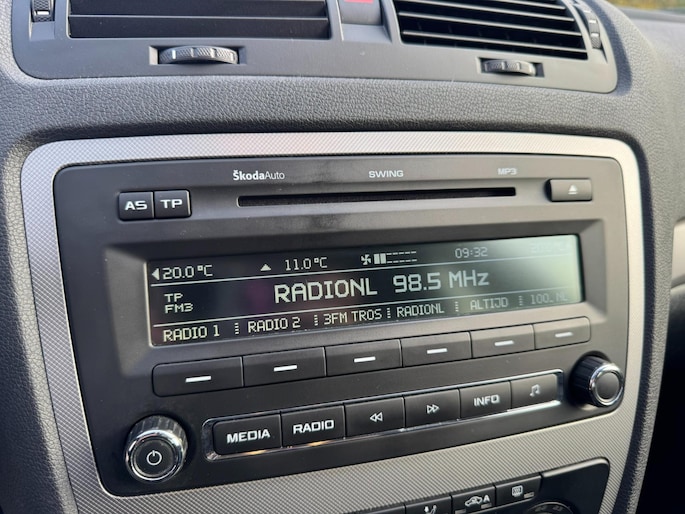 ŠkodaAuto SWING MP3
AS TP
20.0°C 11.0°C 09:32
TP
RADIONL 98.5 MHz
FM3
RADIO 1 RADIO 2 3FM TROS RADIONL ALTIJD 100. NL
MEDIA RADIO INFO
A